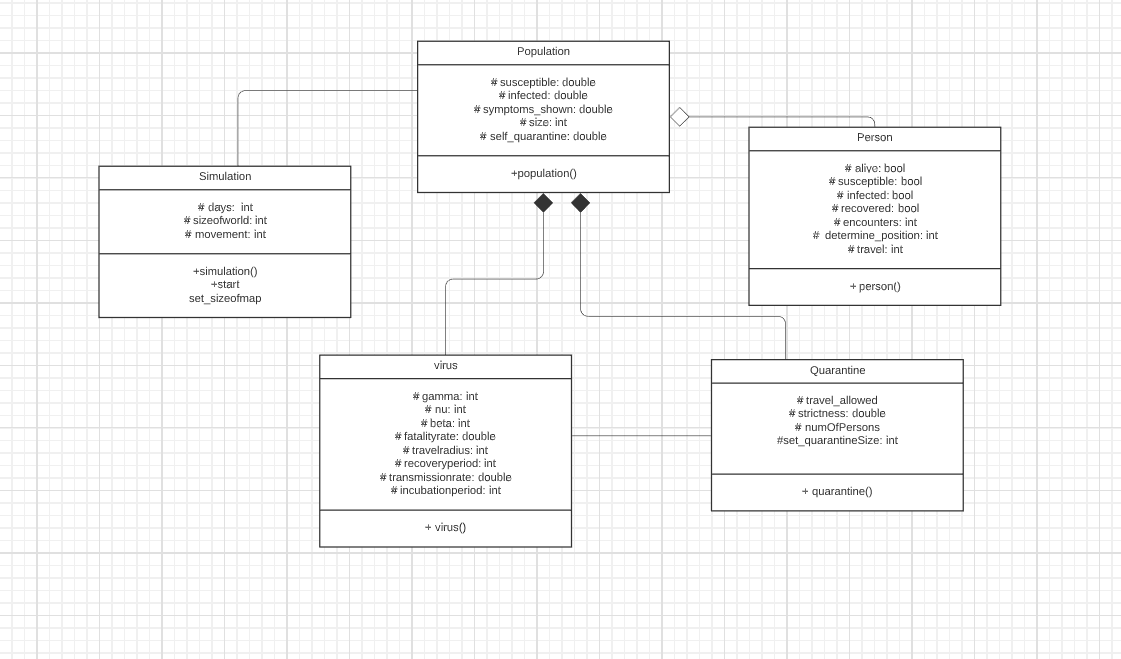 Population
# susceptible: double
# infected: double
# symptoms_shown: double
# size: int
# self_quarantine: double
+population()
Person
# alive: bool
# susceptible: bool
# infected: bool
# recovered: bool
# encounters: int
# determine_position: int
# travel: int
+ person()
Simulation
# days: int
# sizeofworld: int
# movement: int
+simulation()
+start
set_sizeofmap
virus
# gamma: int
# nu: int
# beta: int
# fatalityrate: double
# travelradius: int
# recoveryperiod: int
# transmissionrate: double
# incubationperiod: int
+ virus()
Quarantine
# travel_allowed
# strictness: double
# numOfPersons
#set_quarantineSize: int
+ quarantine()